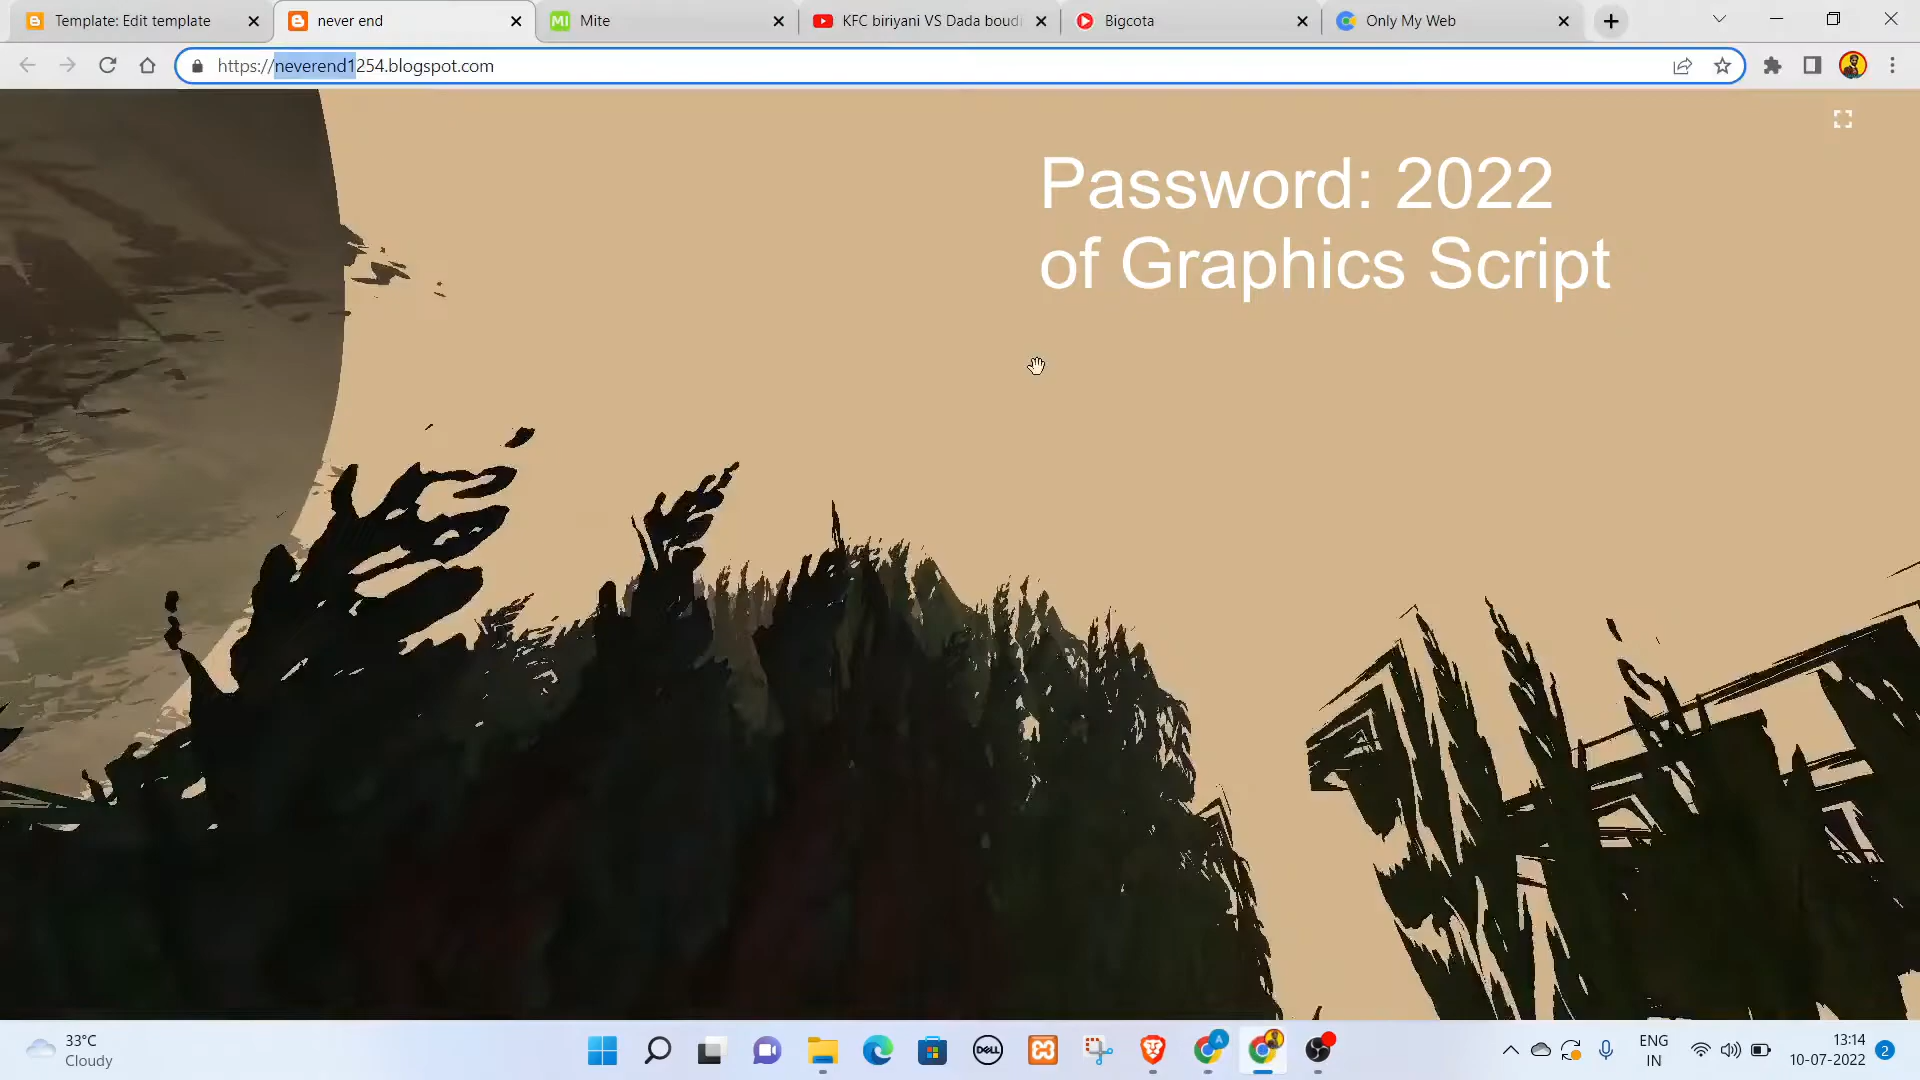 Template: Edit template
never end
Mite
KFC biriyani VS Dada boudi
Bigcota
Only My Web
https://neverend1254.blogspot.com
Password: 2022
of Graphics Script
33°C
Cloudy
DELL
A
ENG
IN
13:14
10-07-2022
2